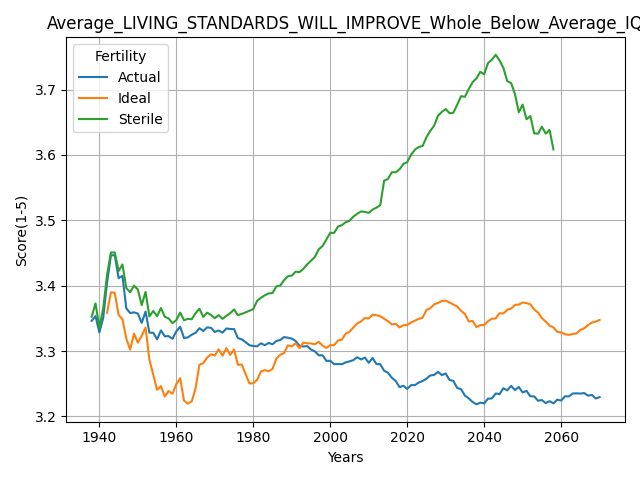 Average_LIVING_STANDARDS_WILL_IMPROVE_Whole_Below_Average_IQ
Fertility
Actual
Ideal
Sterile
3.7
3.6
3.5
3.4
3.3
3.2
Score(1-5)
1940 1960 1980 2000 2020 2040 2060
Years